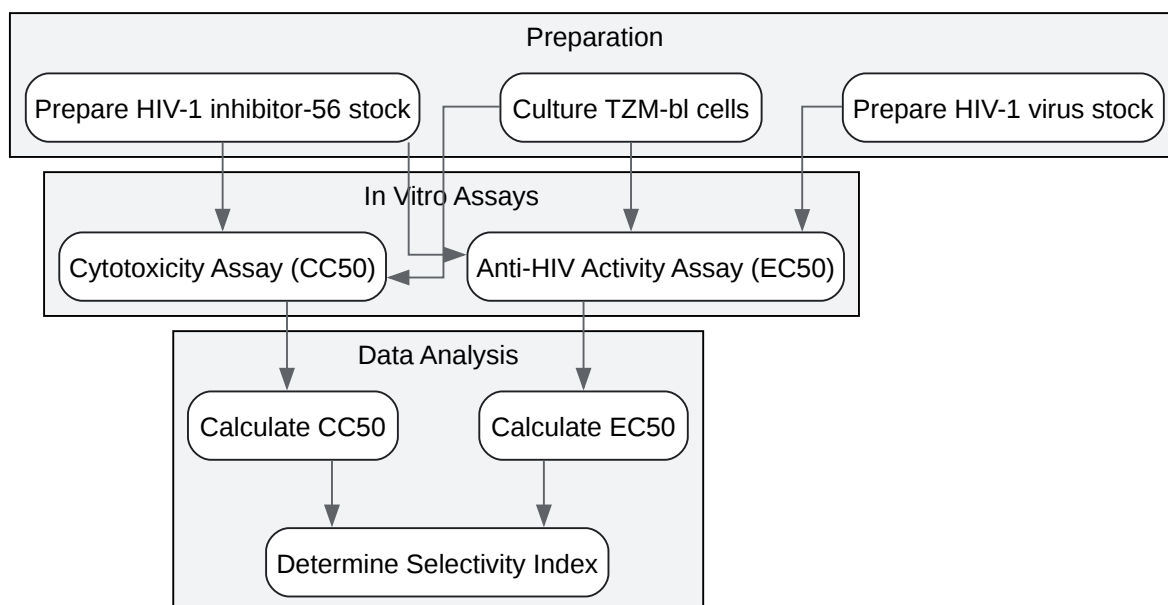 Preparation
Prepare HIV-1 inhibitor-56 stock
Culture TZM-bl cells
Prepare HIV-1 virus stock
In Vitro Assays
Cytotoxicity Assay (CC50)
Anti-HIV Activity Assay (EC50)
Data Analysis
Calculate CC50
Calculate EC50
Determine Selectivity Index